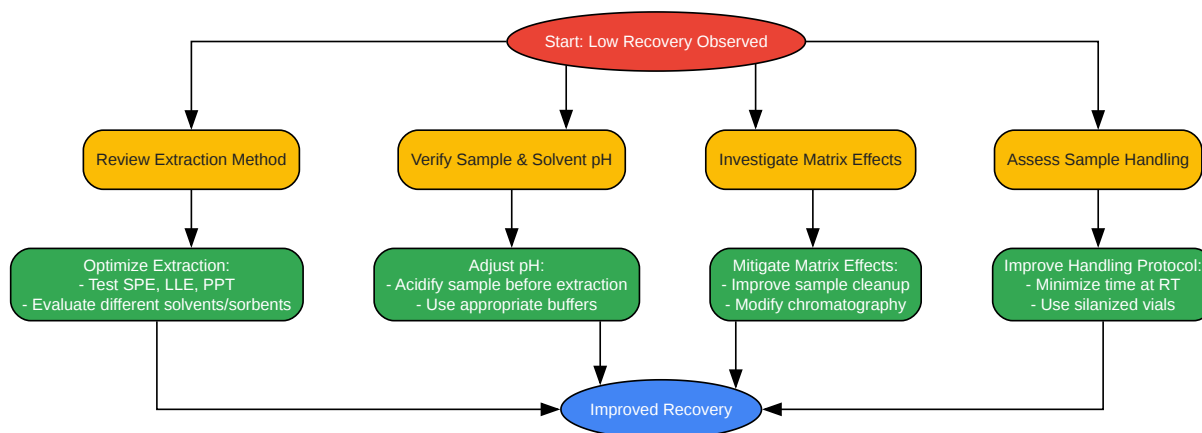 Start: Low Recovery Observed
Review Extraction Method
Verify Sample & Solvent pH
Investigate Matrix Effects
Assess Sample Handling
Optimize Extraction:
- Test SPE, LLE, PPT
- Evaluate different solvents/sorbents
Adjust pH:
- Acidify sample before extraction
- Use appropriate buffers
Mitigate Matrix Effects:
- Improve sample cleanup
- Modify chromatography
Improve Handling Protocol:
- Minimize time at RT
- Use silanized vials
Improved Recovery